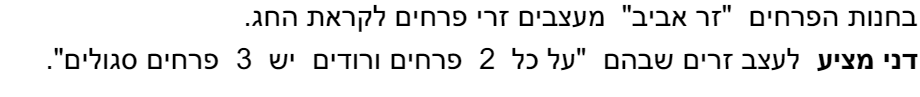 בחנות הפרחים "זר אביב" מעצבים זרי פרחים לקראת החג.
דני מציע לעצב זרים שבהם "על כל 2 פרחים ורודים יש 3 פרחים סגולים".